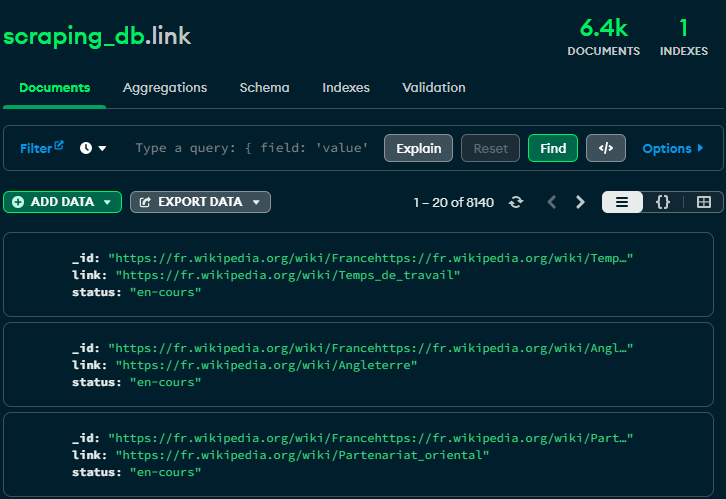 scraping_db.link
6.4k
DOCUMENTS
1
INDEXES
Documents
Aggregations
Schema
Indexes
Validation
Filter
Type a query: { field: 'value'
Explain
Reset
Find
</>
Options
ADD DATA
EXPORT DATA
1 – 20 of 8140
{}
_id: "https://fr.wikipedia.org/wiki/Francehttps://fr.wikipedia.org/wiki/Temp…"
link: "https://fr.wikipedia.org/wiki/Temps_de_travail"
status: "en-cours"
_id: "https://fr.wikipedia.org/wiki/Francehttps://fr.wikipedia.org/wiki/Angl…"
link: "https://fr.wikipedia.org/wiki/Angleterre"
status: "en-cours"
_id: "https://fr.wikipedia.org/wiki/Francehttps://fr.wikipedia.org/wiki/Part…"
link: "https://fr.wikipedia.org/wiki/Partenariat_oriental"
status: "en-cours"